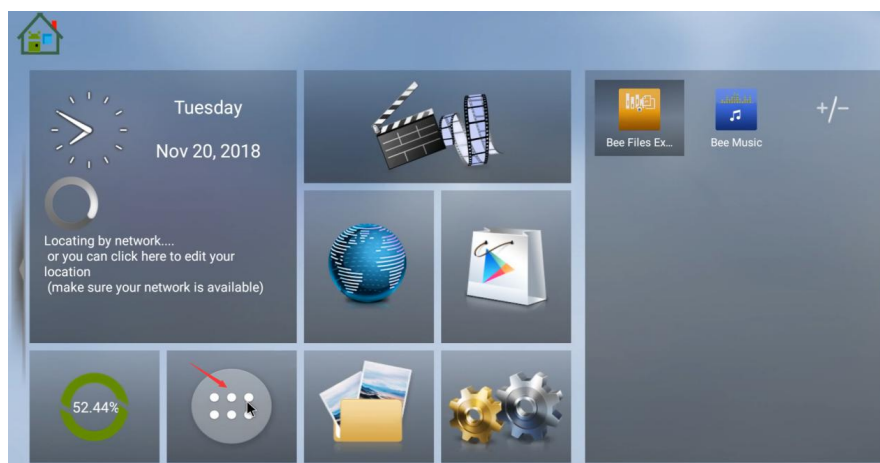 Tuesday
Nov 20, 2018
Locating by network....
or you can click here to edit your
location
(make sure your network is available)
52.44%
Bee Files Ex...
Bee Music
+/-